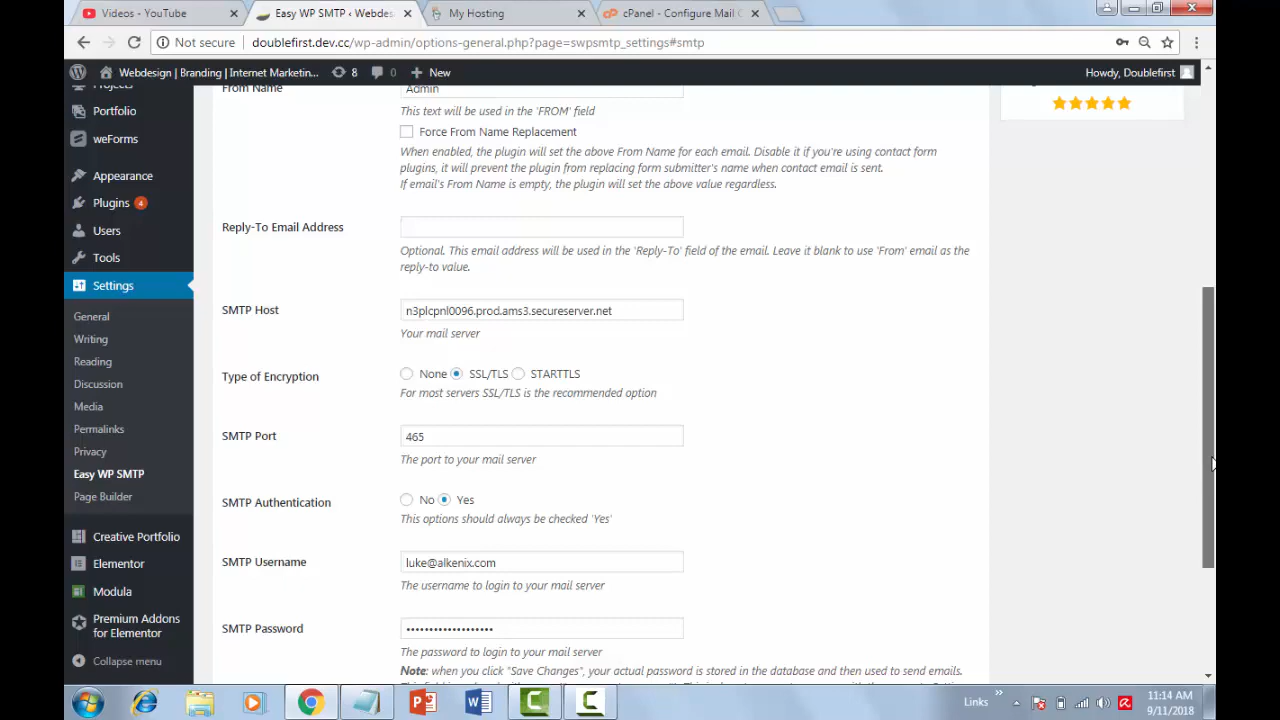 Videos - YouTube
Easy WP SMTP ‹ Webdes
My Hosting
cPanel - Configure Mail C
Not secure
doublefirst.dev.cc/wp-admin/options-general.php?page=swpsmtp_settings#smtp
Webdesign | Branding | Internet Marketin...
8
0
New
Howdy, Doublefirst
Projects
Portfolio
weForms
Appearance
Plugins 4
Users
Tools
Settings
General
Writing
Reading
Discussion
Media
Permalinks
Privacy
Easy WP SMTP
Page Builder
Creative Portfolio
Elementor
Modula
Premium Addons
for Elementor
Collapse menu
From Name
Admin
This text will be used in the 'FROM' field
Force From Name Replacement
When enabled, the plugin will set the above From Name for each email. Disable it if you're using contact form
plugins, it will prevent the plugin from replacing form submitter's name when contact email is sent.
If email's From Name is empty, the plugin will set the above value regardless.
Reply-To Email Address
Optional. This email address will be used in the 'Reply-To' field of the email. Leave it blank to use 'From' email as the
reply-to value.
SMTP Host
n3plcpnl0096.prod.ams3.secureserver.net
Your mail server
Type of Encryption
None SSL/TLS STARTTLS
For most servers SSL/TLS is the recommended option
SMTP Port
465
The port to your mail server
SMTP Authentication
No Yes
This options should always be checked 'Yes'
SMTP Username
luke@alkenix.com
The username to login to your mail server
SMTP Password
The password to login to your mail server
Note: when you click "Save Changes", your actual password is stored in the database and then used to send emails.
Links
11:14 AM
9/11/2018